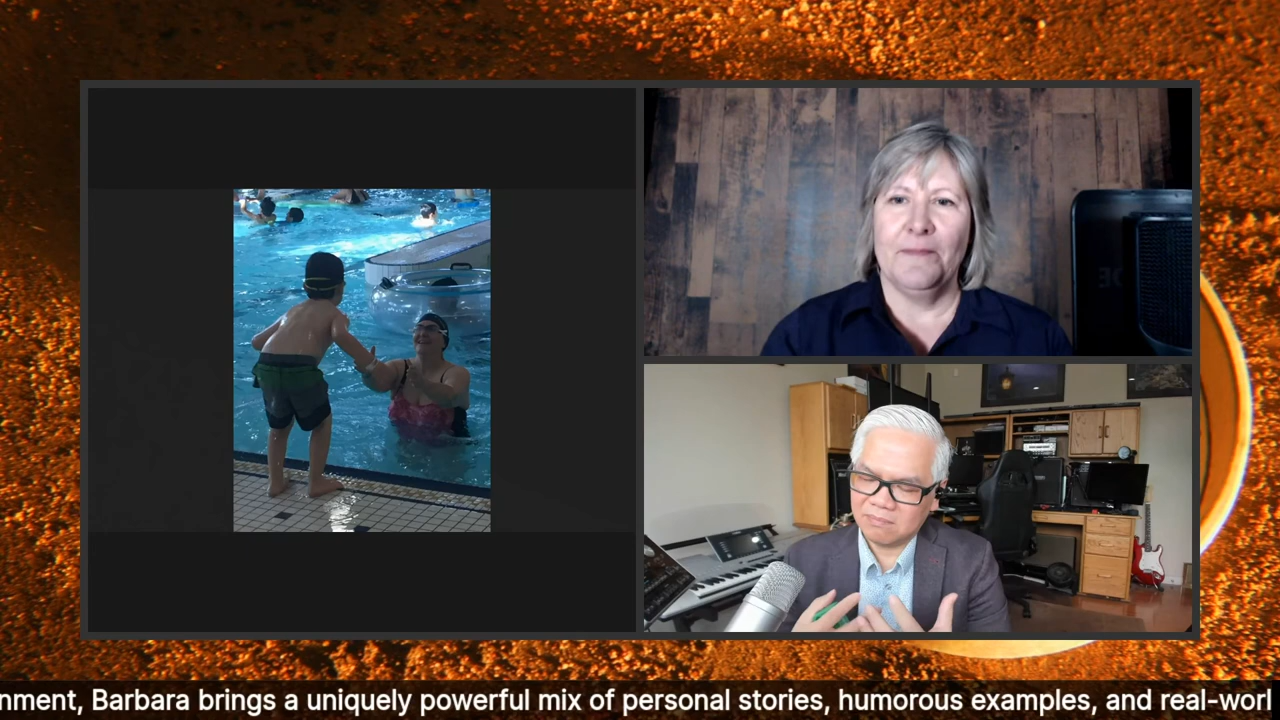 nment, Barbara brings a uniquely powerful mix of personal stories, humorous examples, and real-worl